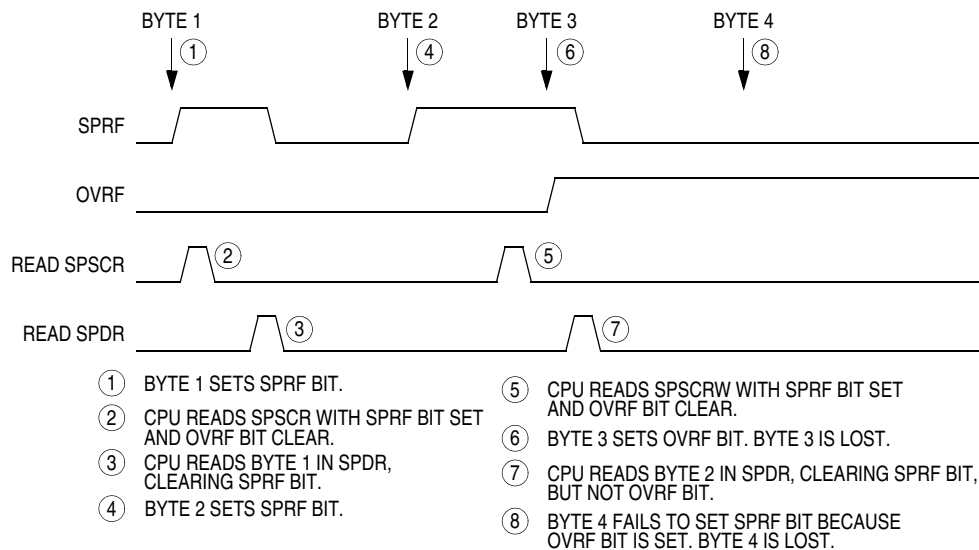 BYTE 1 BYTE 2 BYTE 3 BYTE 4
1 4 6 8
SPRF
OVRF
READ SPSCR 2 5
READ SPDR 3 7
1 BYTE 1 SETS SPRF BIT.
2 CPU READS SPSCR WITH SPRF BIT SET
AND OVRF BIT CLEAR.
3 CPU READS BYTE 1 IN SPDR,
CLEARING SPRF BIT.
4 BYTE 2 SETS SPRF BIT.
5 CPU READS SPSCRW WITH SPRF BIT SET
AND OVRF BIT CLEAR.
6 BYTE 3 SETS OVRF BIT. BYTE 3 IS LOST.
7 CPU READS BYTE 2 IN SPDR, CLEARING SPRF BIT,
BUT NOT OVRF BIT.
8 BYTE 4 FAILS TO SET SPRF BIT BECAUSE
OVRF BIT IS SET. BYTE 4 IS LOST.